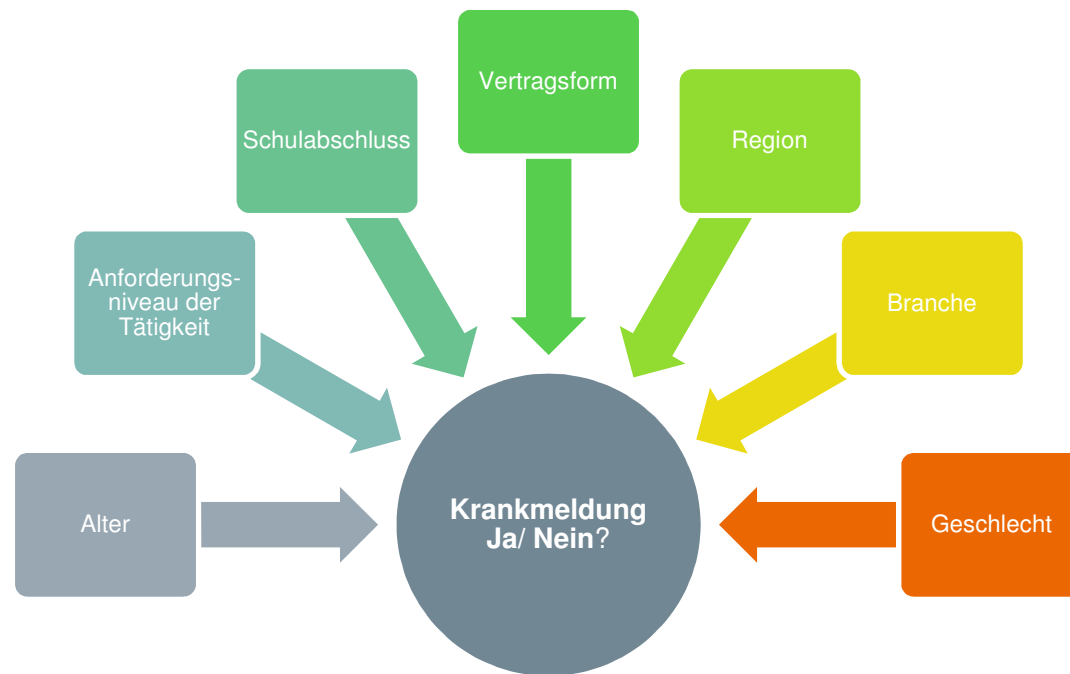 Vertragsform
Schulabschluss
Region
Anforderungs-
niveau der
Tätigkeit
Branche
Alter
Krankmeldung
Ja/ Nein?
Geschlecht